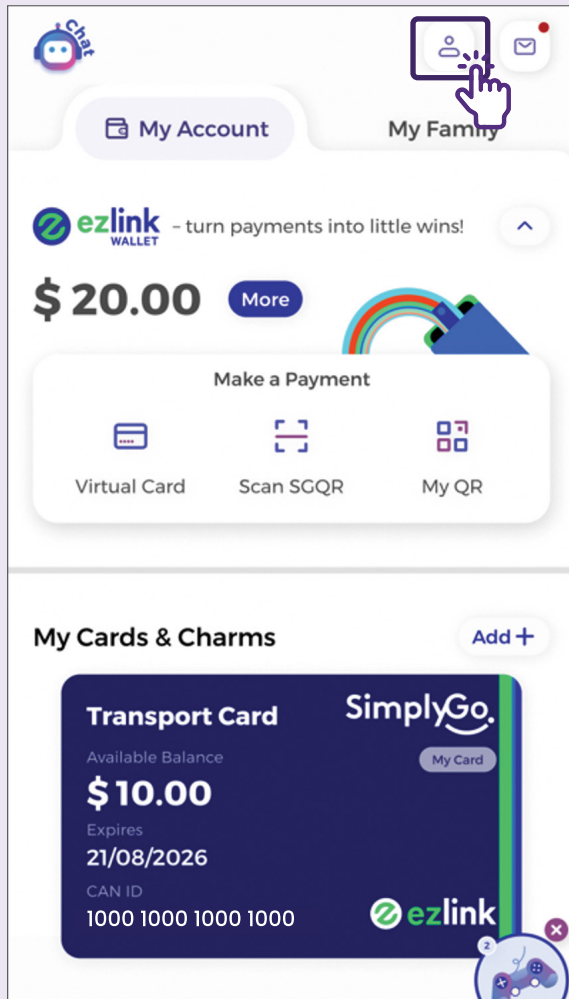 Chat
My Account
My Family
ezlink
WALLET
– turn payments into little wins!
$ 20.00
More
Make a Payment
Virtual Card
Scan SGQR
My QR
My Cards & Charms
Add +
Transport Card
SimplyGo.
Available Balance
My Card
$ 10.00
Expires
21/08/2026
CAN ID
1000 1000 1000 1000
ezlink
2